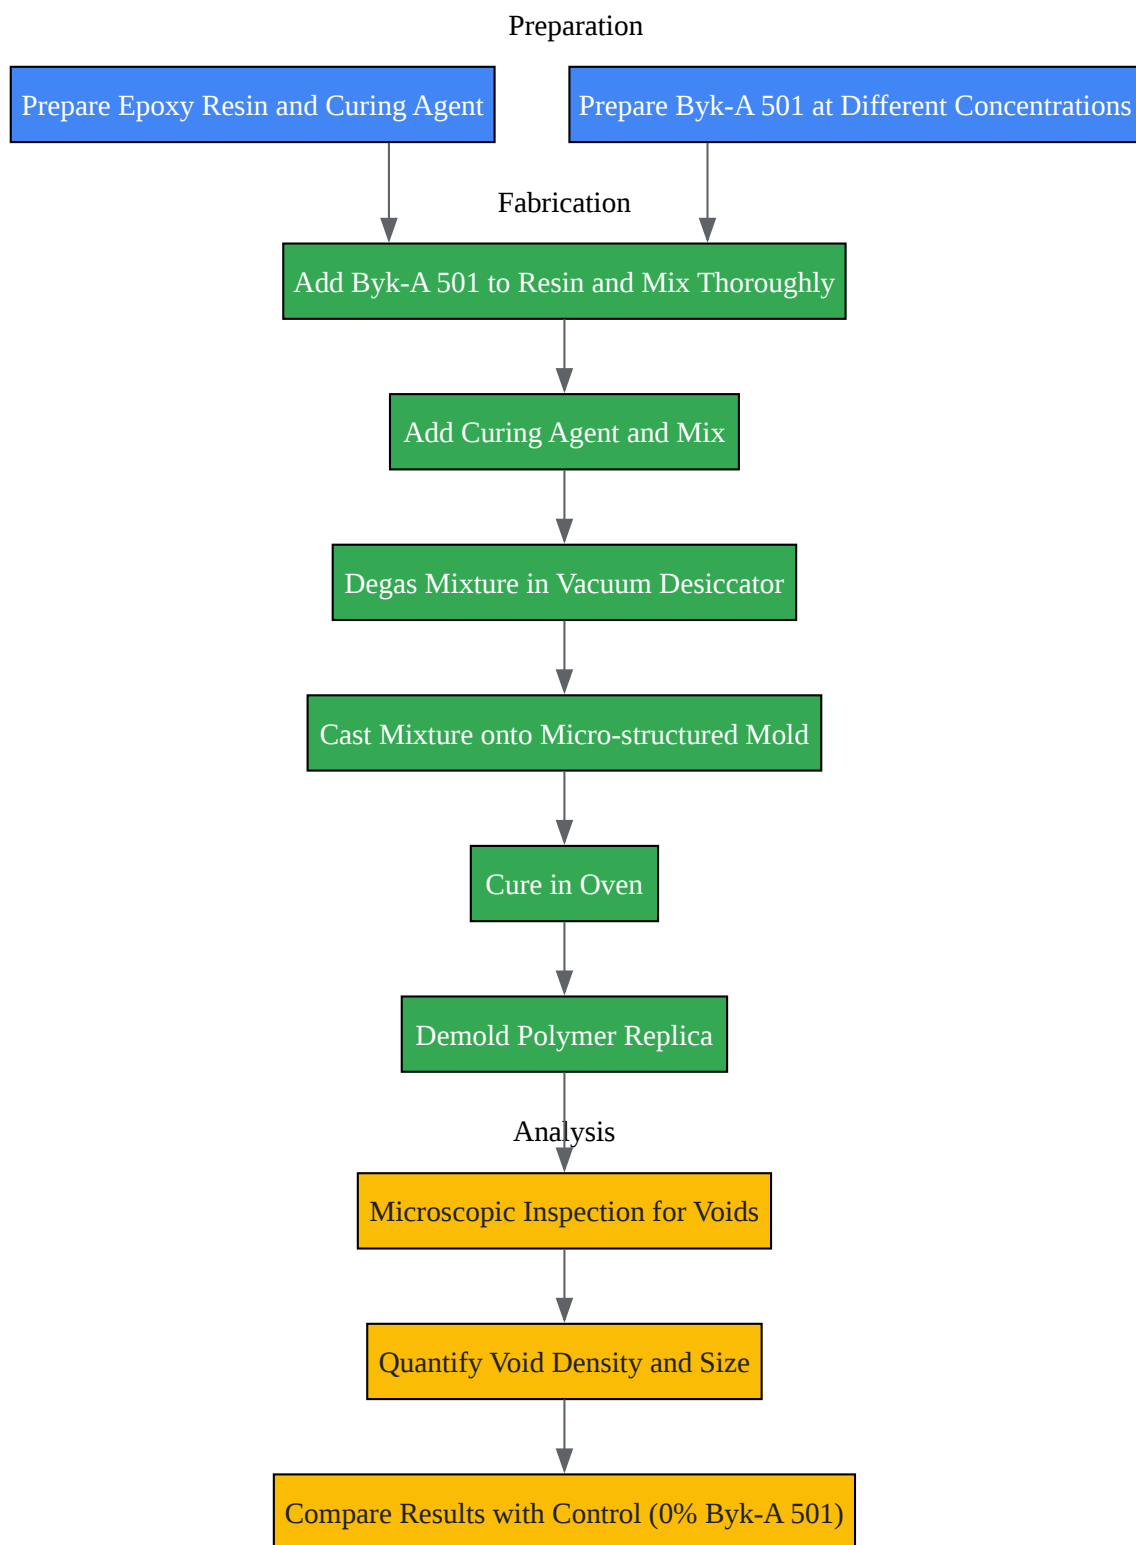 Preparation
Prepare Epoxy Resin and Curing Agent
Prepare Byk-A 501 at Different Concentrations
Fabrication
Add Byk-A 501 to Resin and Mix Thoroughly
Add Curing Agent and Mix
Degas Mixture in Vacuum Desiccator
Cast Mixture onto Micro-structured Mold
Cure in Oven
Demold Polymer Replica
Analysis
Microscopic Inspection for Voids
Quantify Void Density and Size
Compare Results with Control (0% Byk-A 501)